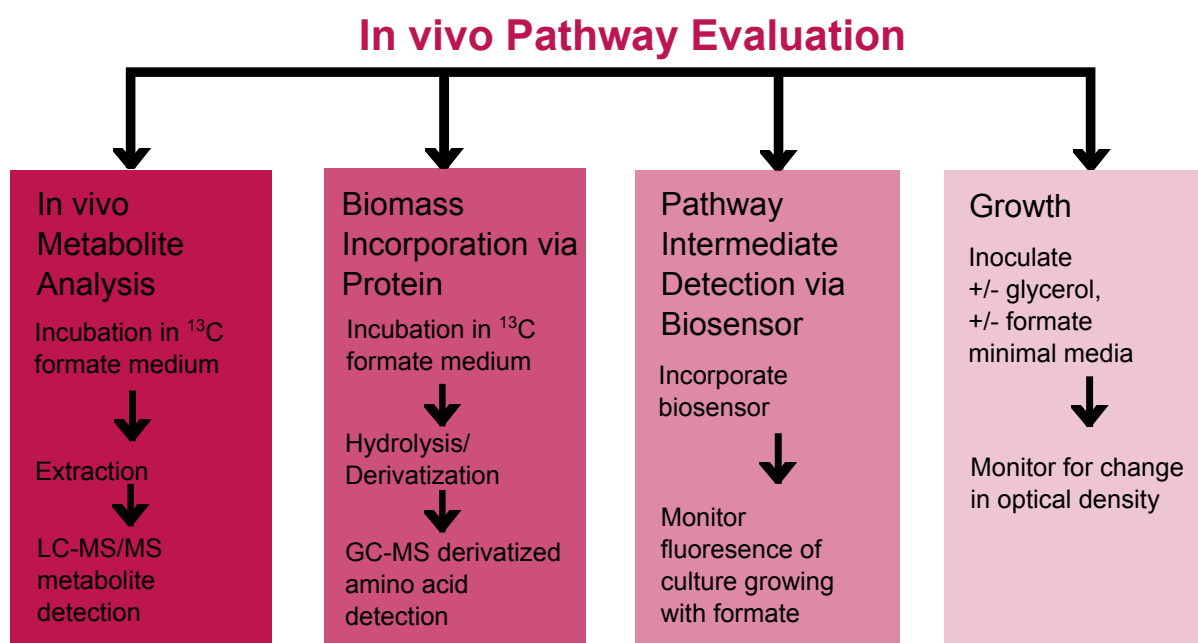 In vivo Pathway Evaluation
In vivo
Metabolite
Analysis
Incubation in ¹³C
formate medium
Extraction
LC-MS/MS
metabolite
detection
Biomass
Incorporation via
Protein
Incubation in ¹³C
formate medium
Hydrolysis/
Derivatization
GC-MS derivatized
amino acid
detection
Pathway
Intermediate
Detection via
Biosensor
Incorporate
biosensor
Monitor
fluoresence of
culture growing
with formate
Growth
Inoculate
+/- glycerol,
+/- formate
minimal media
Monitor for change
in optical density